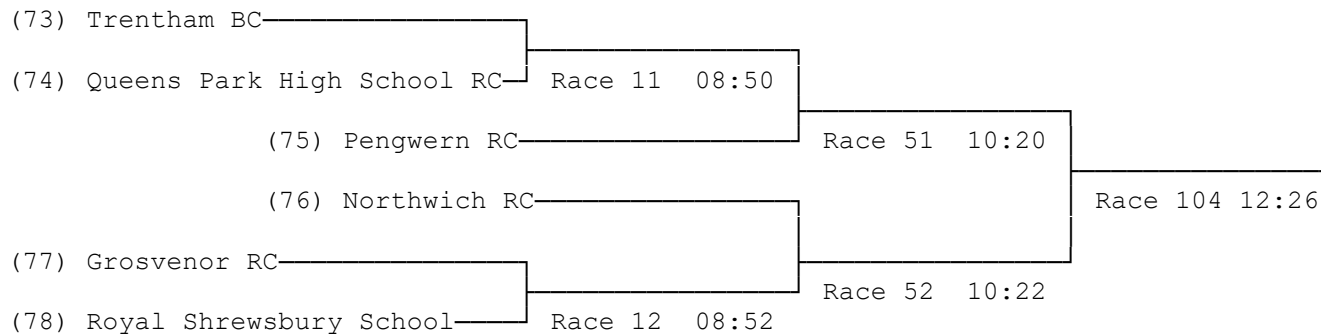 (73) Trentham BC
(74) Queens Park High School RC Race 11 08:50
(75) Pengwern RC Race 51 10:20
(76) Northwich RC Race 104 12:26
(77) Grosvenor RC
Race 52 10:22
(78) Royal Shrewsbury School Race 12 08:52